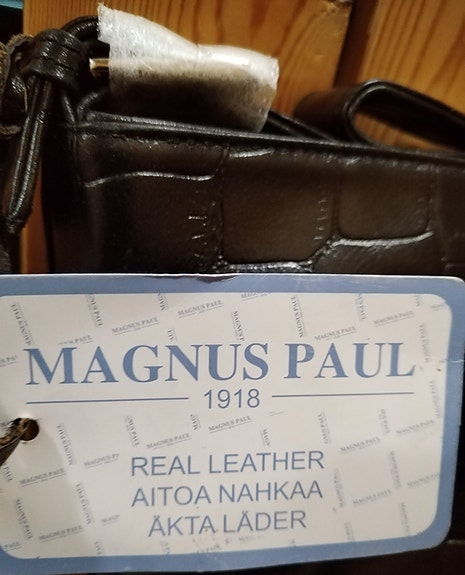 MAGNUS PAUL
1918
REAL LEATHER
AITOA NAHKAA
ÄKTA LÄDER